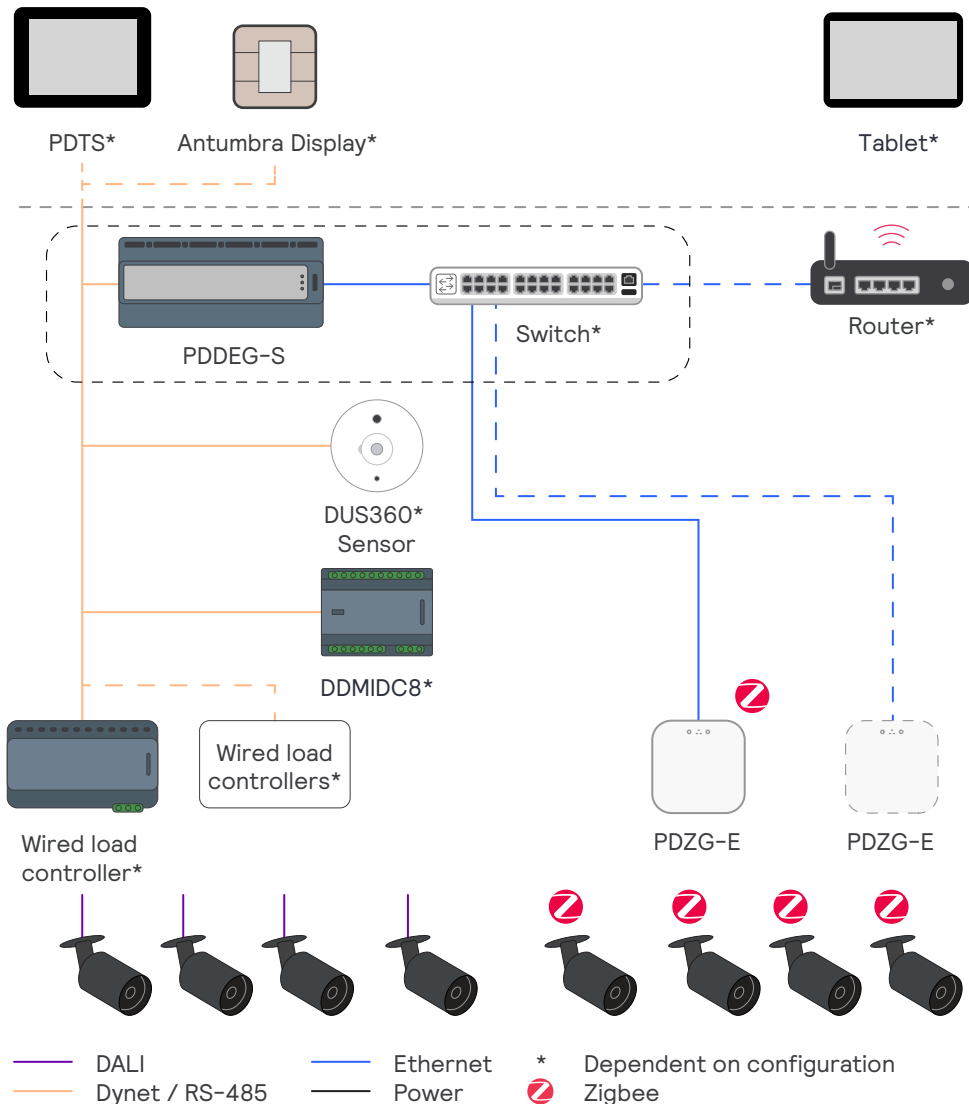 PDTS*
Antumbra Display*
Tablet*
PDDEG-S
Switch*
Router*
DUS360*
Sensor
DDMIDC8*
Wired load
controllers*
Wired load
controller*
PDZG-E
PDZG-E
DALI
Ethernet
* Dependent on configuration
Dynet / RS-485
Power
Zigbee